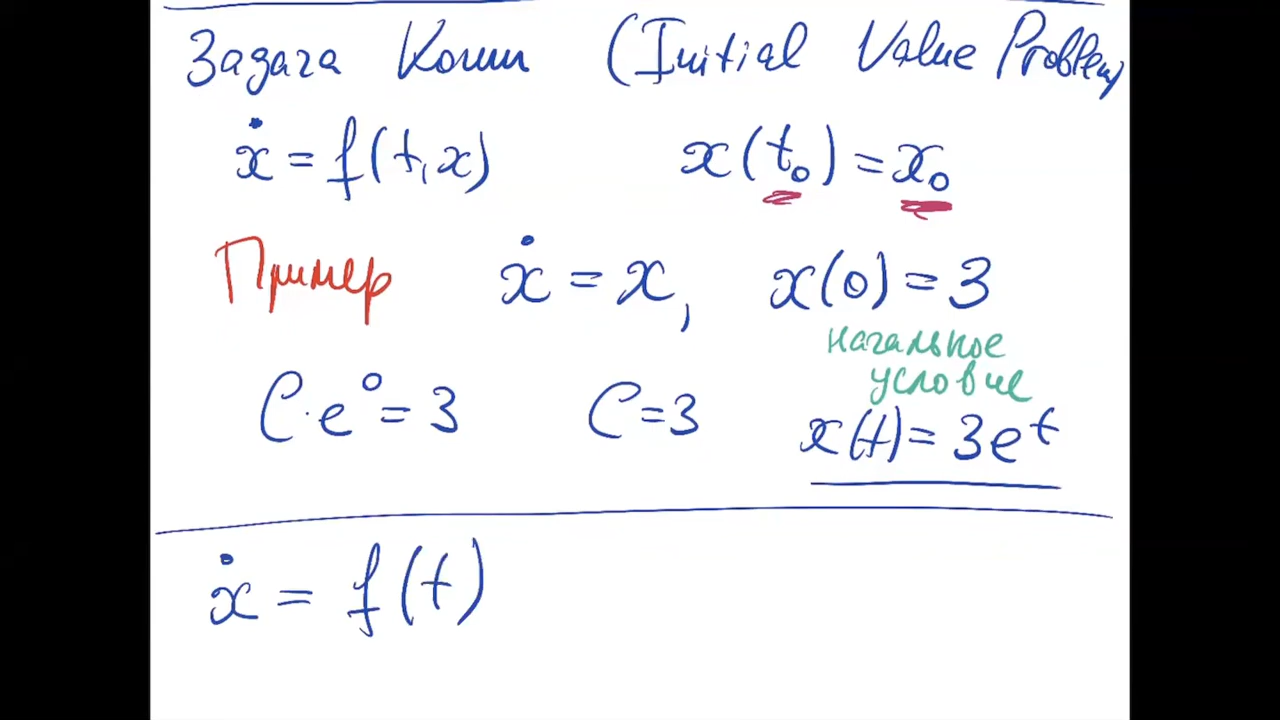 Задача Коши (Initial Value Problem)
ẋ = f(t, x) x(t₀) = x₀
Пример ẋ = x, x(0) = 3
начальное
условие
C·e⁰ = 3 C = 3 x(t) = 3eᵗ
ẋ = f(t)